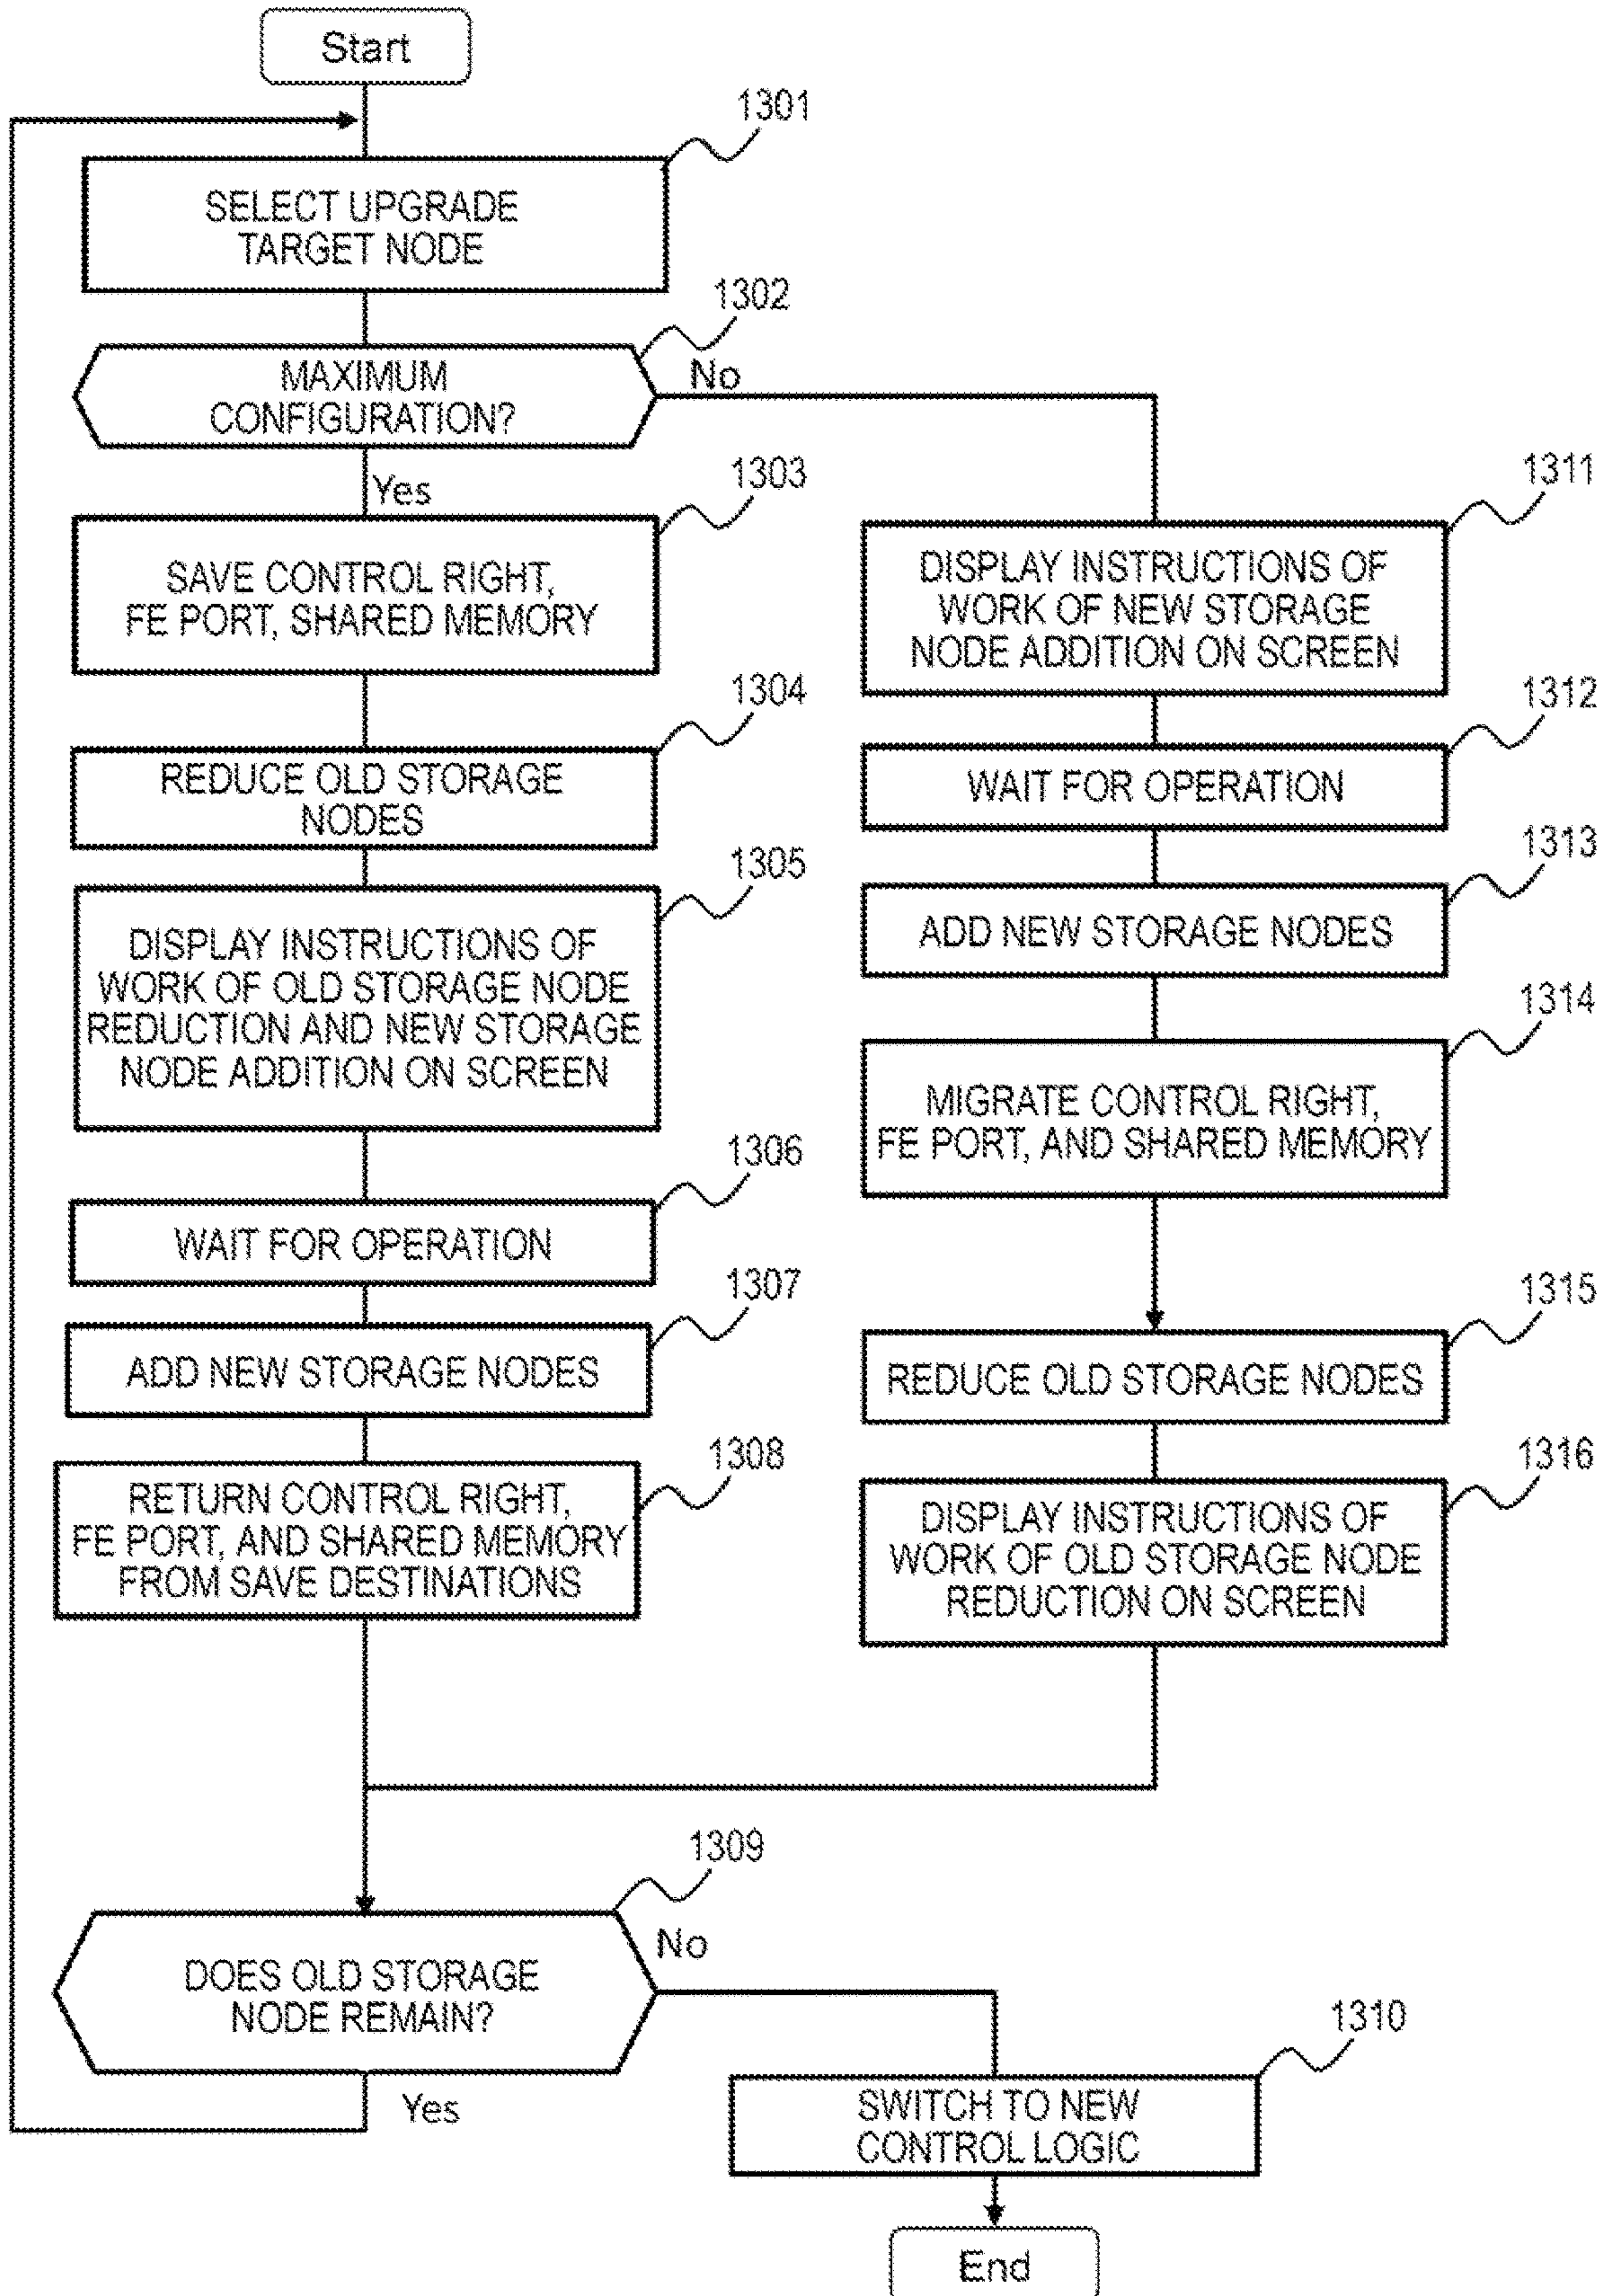 Start
1301
SELECT UPGRADE
TARGET NODE
1302
MAXIMUM
CONFIGURATION?
No
Yes
1303
SAVE CONTROL RIGHT,
FE PORT, SHARED MEMORY
1304
REDUCE OLD STORAGE
NODES
1305
DISPLAY INSTRUCTIONS OF
WORK OF OLD STORAGE NODE
REDUCTION AND NEW STORAGE
NODE ADDITION ON SCREEN
1306
WAIT FOR OPERATION
1307
ADD NEW STORAGE NODES
1308
RETURN CONTROL RIGHT,
FE PORT, AND SHARED MEMORY
FROM SAVE DESTINATIONS
1311
DISPLAY INSTRUCTIONS OF
WORK OF NEW STORAGE
NODE ADDITION ON SCREEN
1312
WAIT FOR OPERATION
1313
ADD NEW STORAGE NODES
1314
MIGRATE CONTROL RIGHT,
FE PORT, AND SHARED MEMORY
1315
REDUCE OLD STORAGE NODES
1316
DISPLAY INSTRUCTIONS OF
WORK OF OLD STORAGE NODE
REDUCTION ON SCREEN
1309
DOES OLD STORAGE
NODE REMAIN?
No
Yes
1310
SWITCH TO NEW
CONTROL LOGIC
End